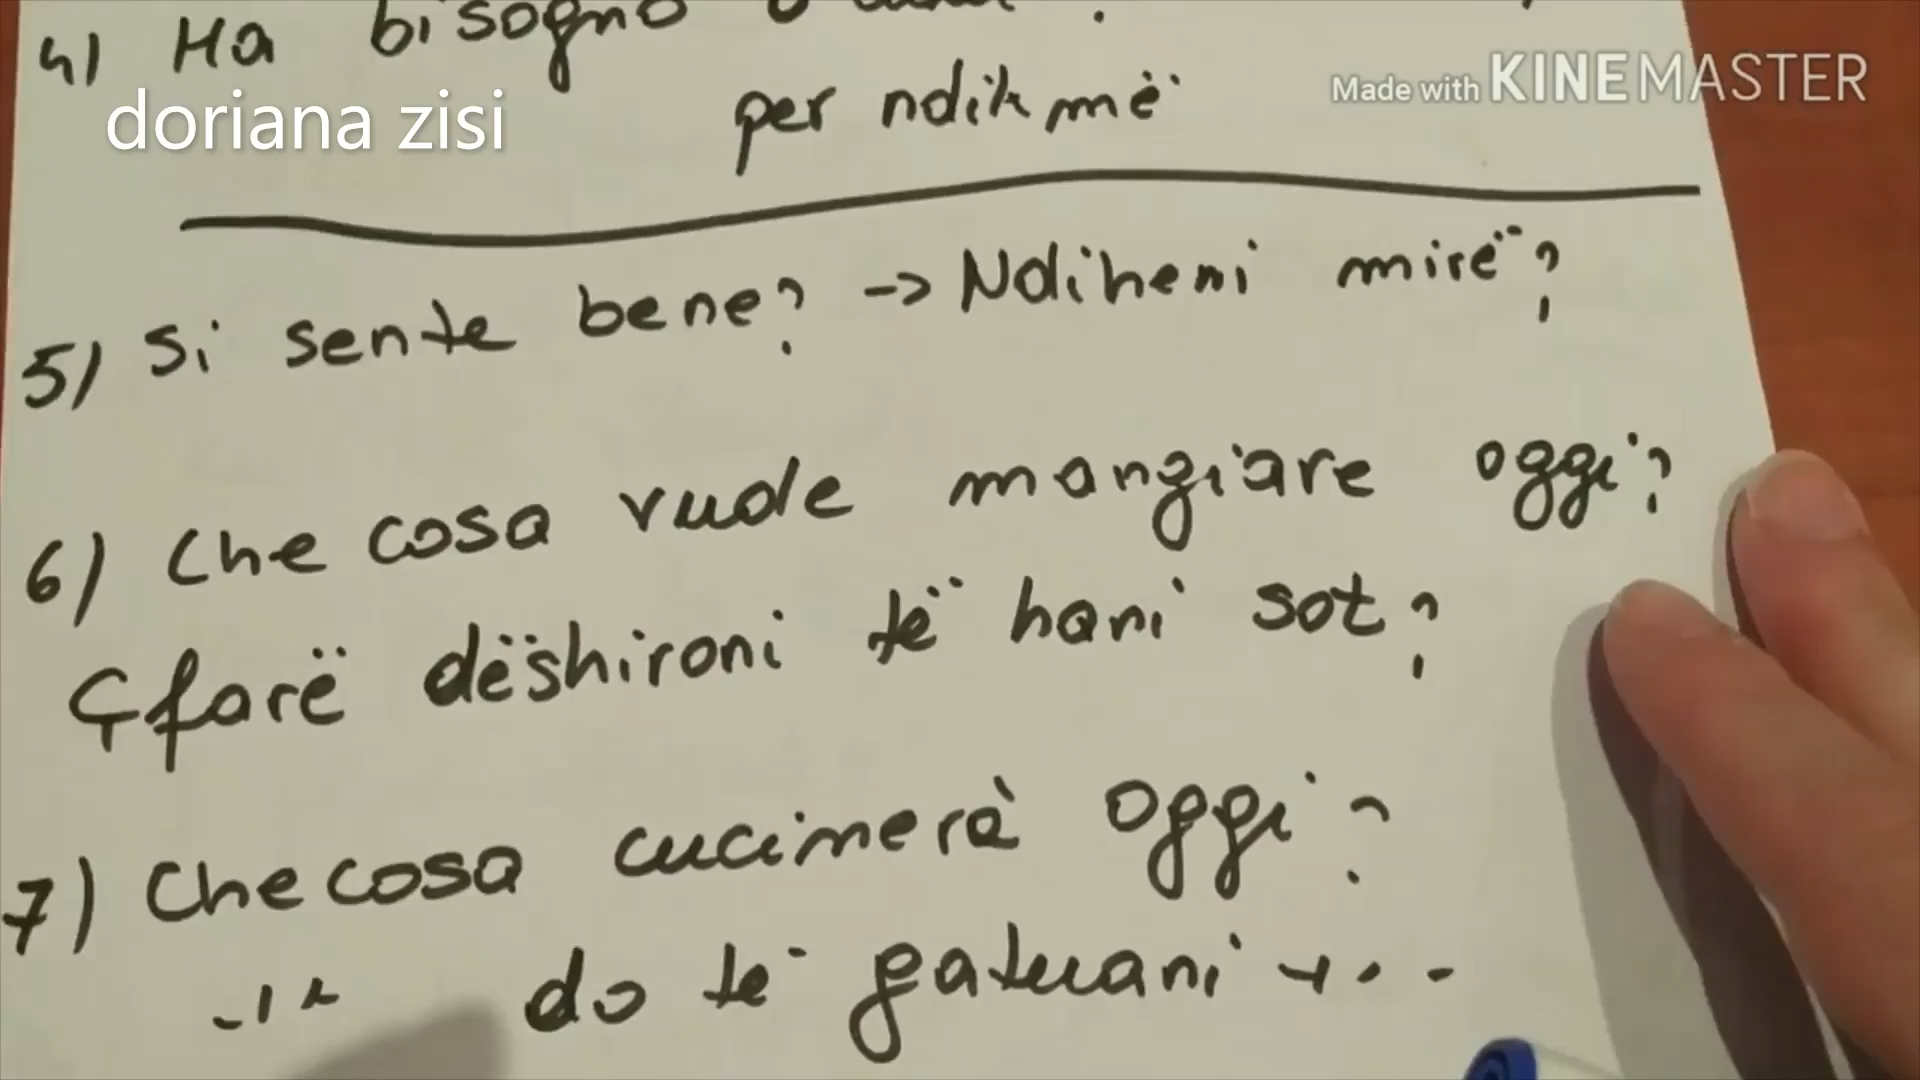 4) Ha bisogno
Made with KINEMASTER
doriana zisi
per ndihmë
5) Si sente bene? -> Ndiheni mirë?
6) Che cosa vuole mangiare oggi?
Çfarë dëshironi të hani sot?
7) Che cosa cucinerà oggi?
do të gatuani